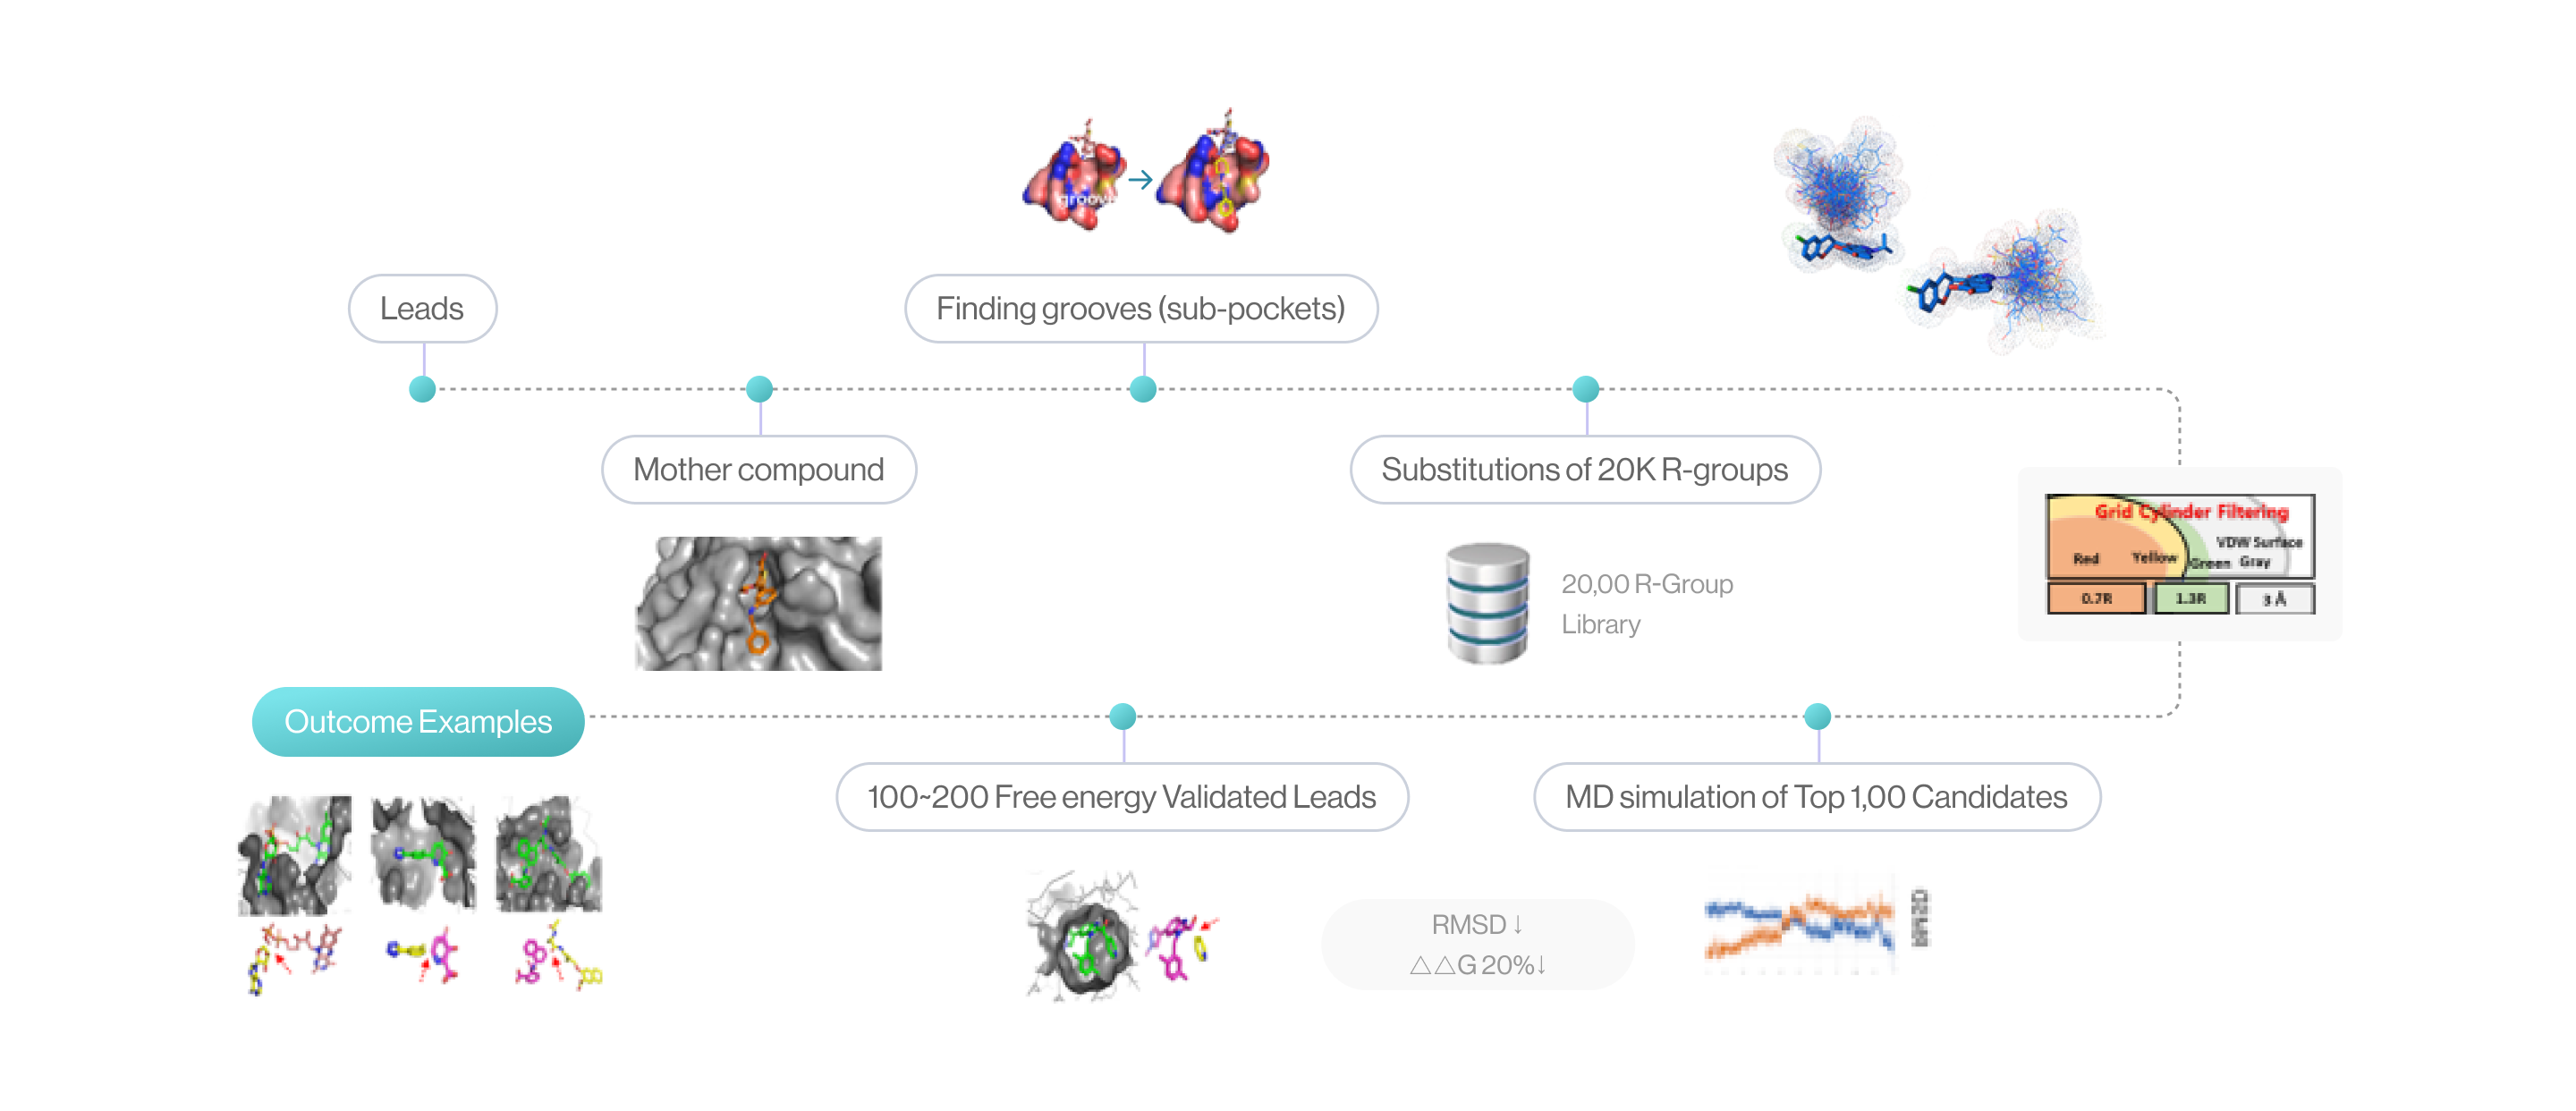 groov
Leads
Finding grooves (sub-pockets)
Mother compound
Substitutions of 20K R-groups
20,00 R-Group
Library
Grid Cylinder Filtering
VDW Surface
Red Yellow Green Gray
0.7R 1.3R 3 Å
Outcome Examples
100~200 Free energy Validated Leads
MD simulation of Top 1,00 Candidates
RMSD ↓
△△G 20%↓
RMSD